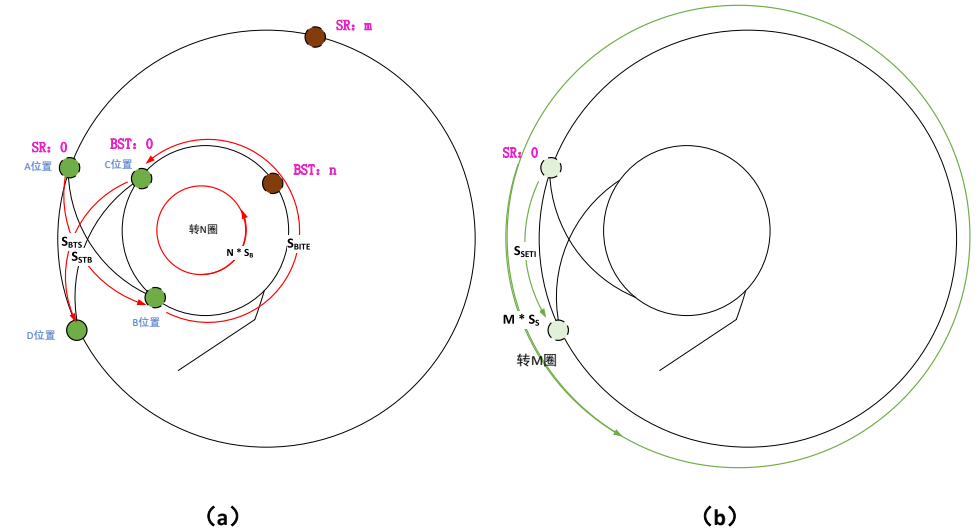 SR: m
SR: 0
A位置
BST: 0
C位置
BST: n
转N圈
N * SB
SBTS
SSTB
SBITE
B位置
D位置
(a)
SR: 0
SSETI
M * SS
转M圈
(b)